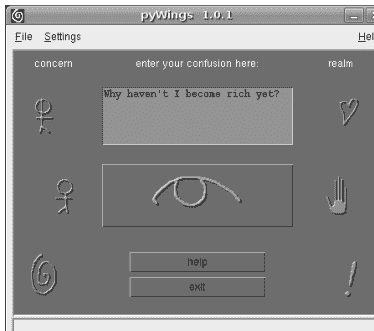 pyWings 1.0.1
File Settings Hel
concern enter your confusion here: realm
Why haven't I become rich yet?
help
exit